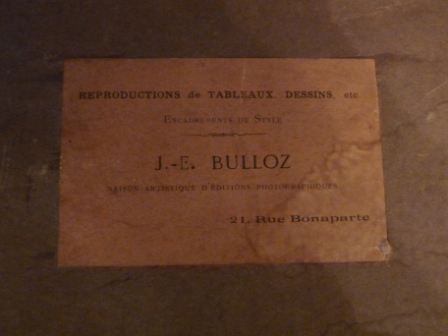 REPRODUCTIONS de TABLEAUX, DESSINS, etc
ENCADREMENTS DE STYLE
J.-E. BULLOZ
MAISON ARTISTIQUE D'ÉDITIONS PHOTOGRAPHIQUES
21, Rue Bonaparte